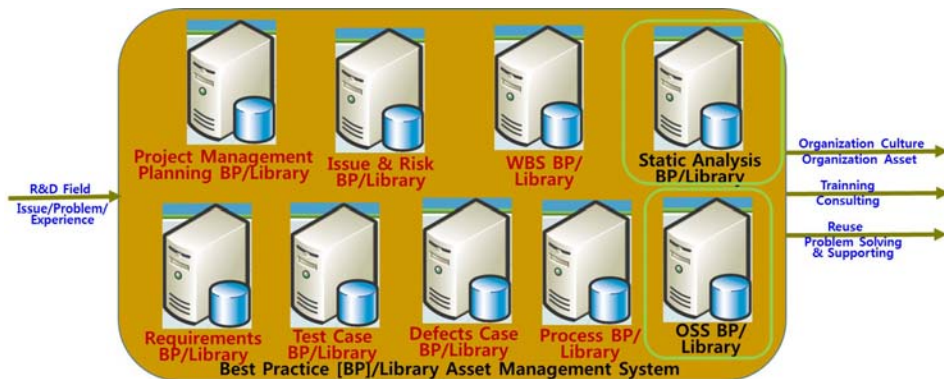 Project Management
Planning BP/Library
Issue & Risk
BP/Library
WBS BP/
Library
Static Analysis
BP/Library
R&D Field
Issue/Problem/
Experience
Organization Culture
Organization Asset
Trainning
Consulting
Reuse
Problem Solving
& Supporting
Requirements
BP/Library
Test Case
BP/Library
Defects Case
BP/Library
Process BP/
Library
OSS BP/
Library
Best Practice [BP]/Library Asset Management System